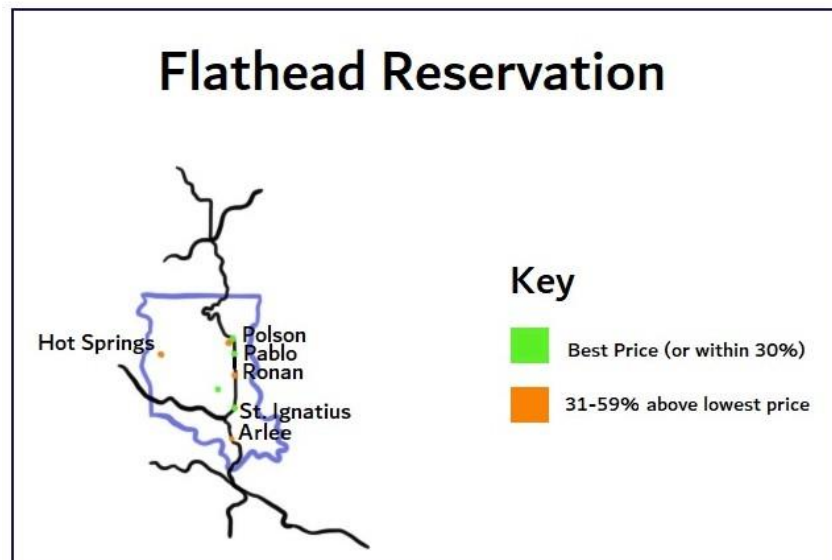 Flathead Reservation
Hot Springs
Polson
Pablo
Ronan
St. Ignatius
Arlee
Key
Best Price (or within 30%)
31-59% above lowest price